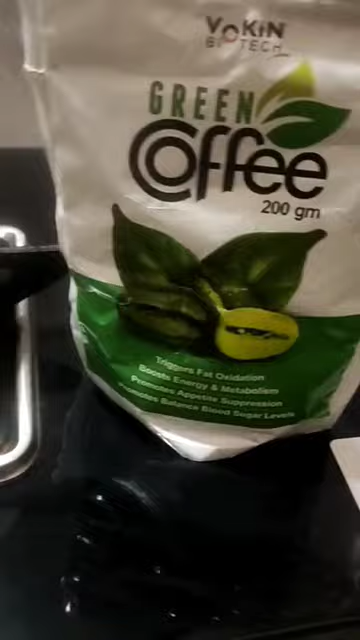 VOKIN
BIOTECH
GREEN
Coffee
200 gm
Triggers Fat Oxidation
Boosts Energy & Metabolism
Promotes Appetite Suppression
Promotes Balance Blood Sugar Levels